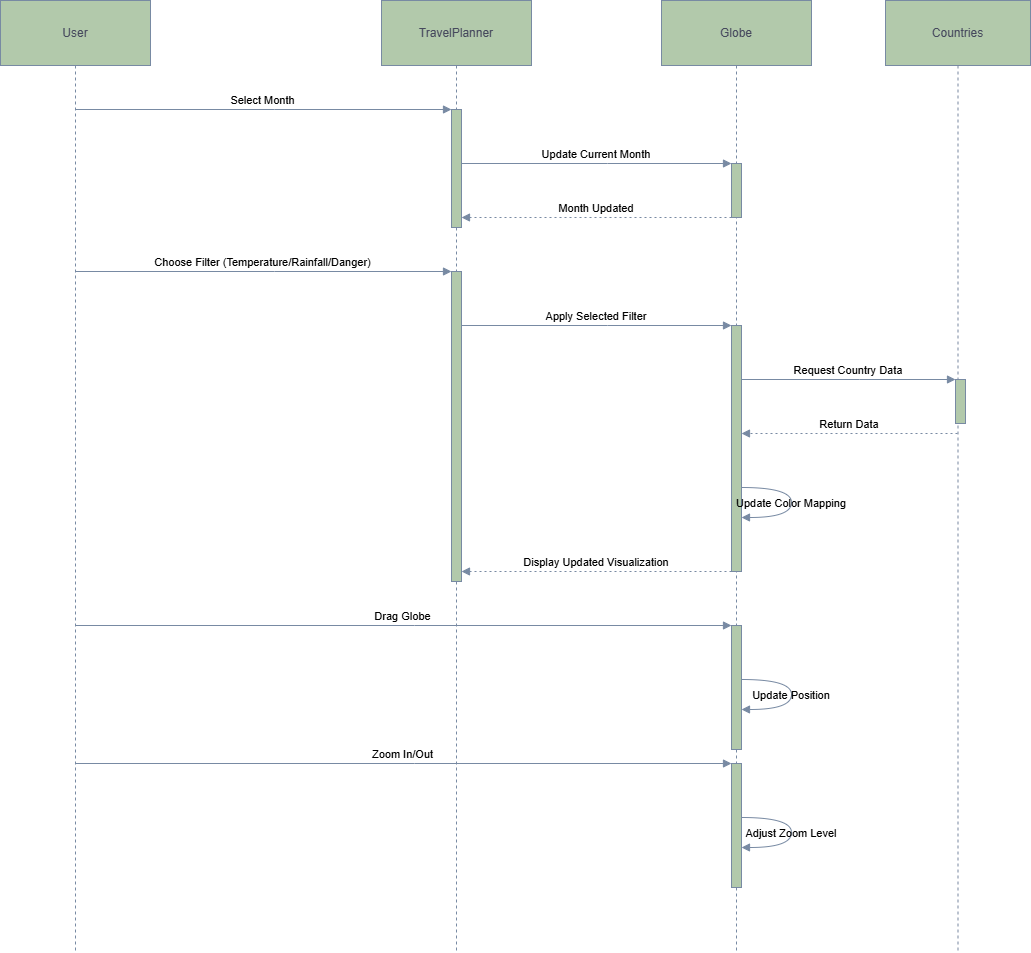 User
TravelPlanner
Globe
Countries
Select Month
Update Current Month
Month Updated
Choose Filter (Temperature/Rainfall/Danger)
Apply Selected Filter
Request Country Data
Return Data
Update Color Mapping
Display Updated Visualization
Drag Globe
Update Position
Zoom In/Out
Adjust Zoom Level